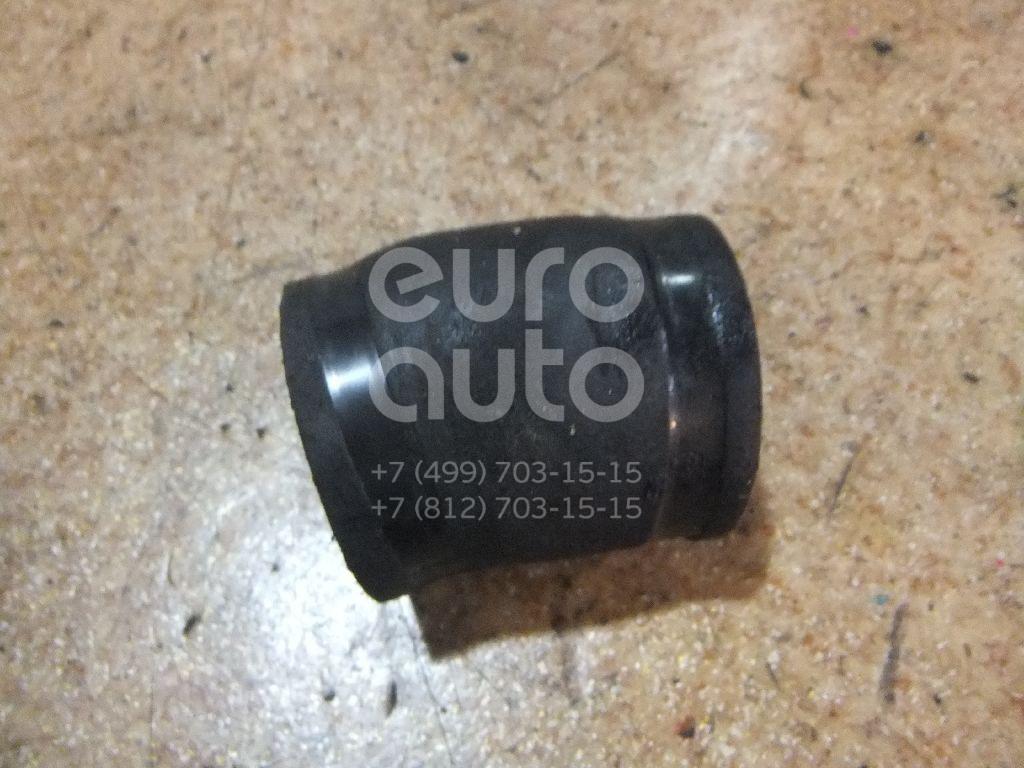 euro
auto
+7 (499) 703-15-15
+7 (812) 703-15-15